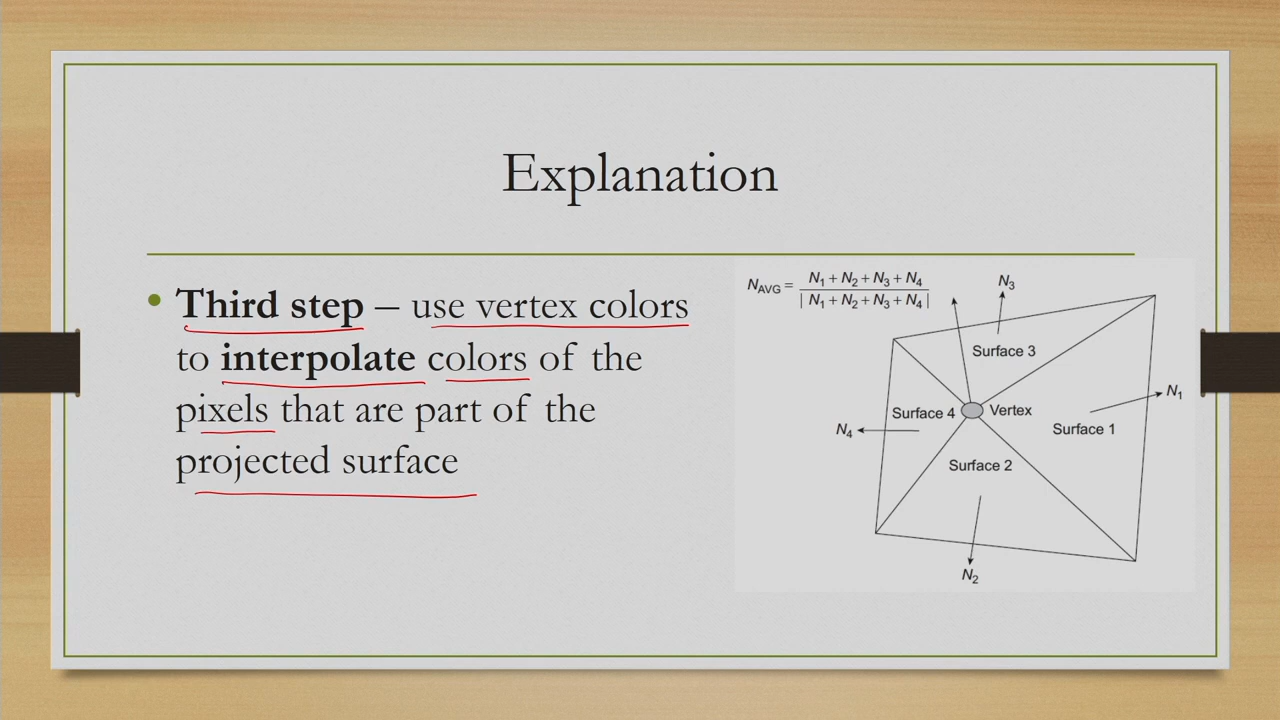 Explanation
• Third step – use vertex colors
to interpolate colors of the
pixels that are part of the
projected surface
N_AVG = N₁ + N₂ + N₃ + N₄ / | N₁ + N₂ + N₃ + N₄ |
N₃
Surface 3
N₁
Surface 4
Vertex
N₄
Surface 1
Surface 2
N₂